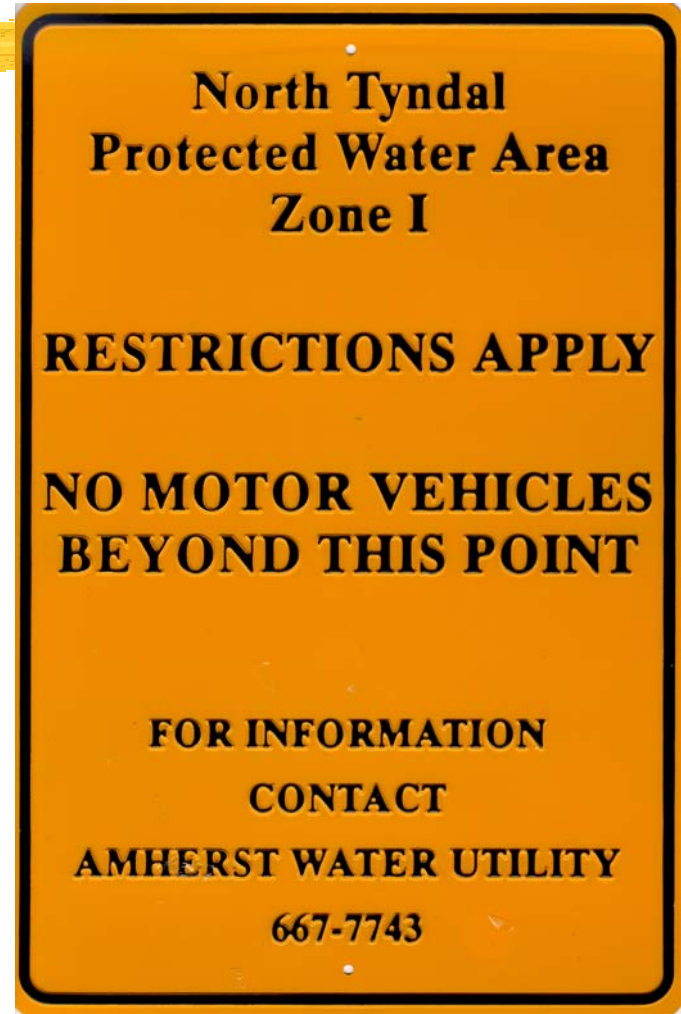 North Tyndal
Protected Water Area
Zone I
RESTRICTIONS APPLY
NO MOTOR VEHICLES
BEYOND THIS POINT
FOR INFORMATION
CONTACT
AMHERST WATER UTILITY
667-7743